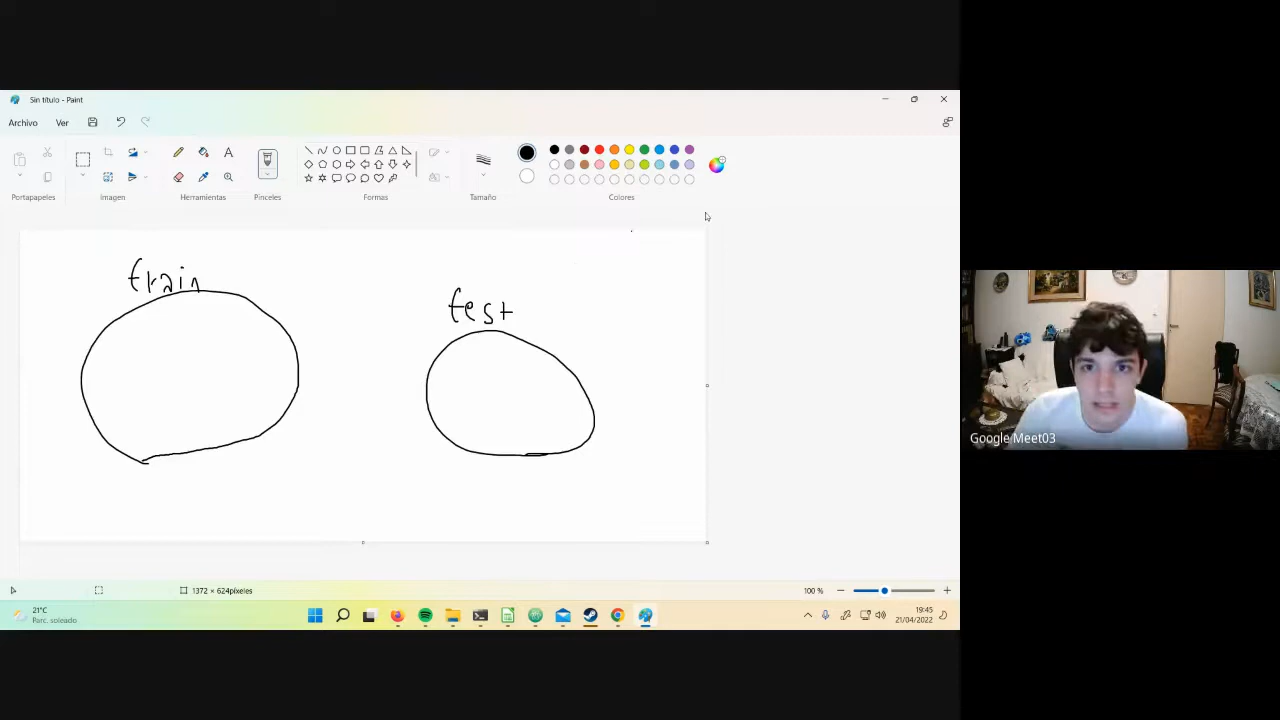 Sin título - Paint
Archivo Ver
Portapapeles Imagen Herramientas Pinceles Formas Tamaño Colores
train
test
Google Meet03
1372 × 624píxeles
100 %
21°C
Parc. soleado
19:45
21/04/2022